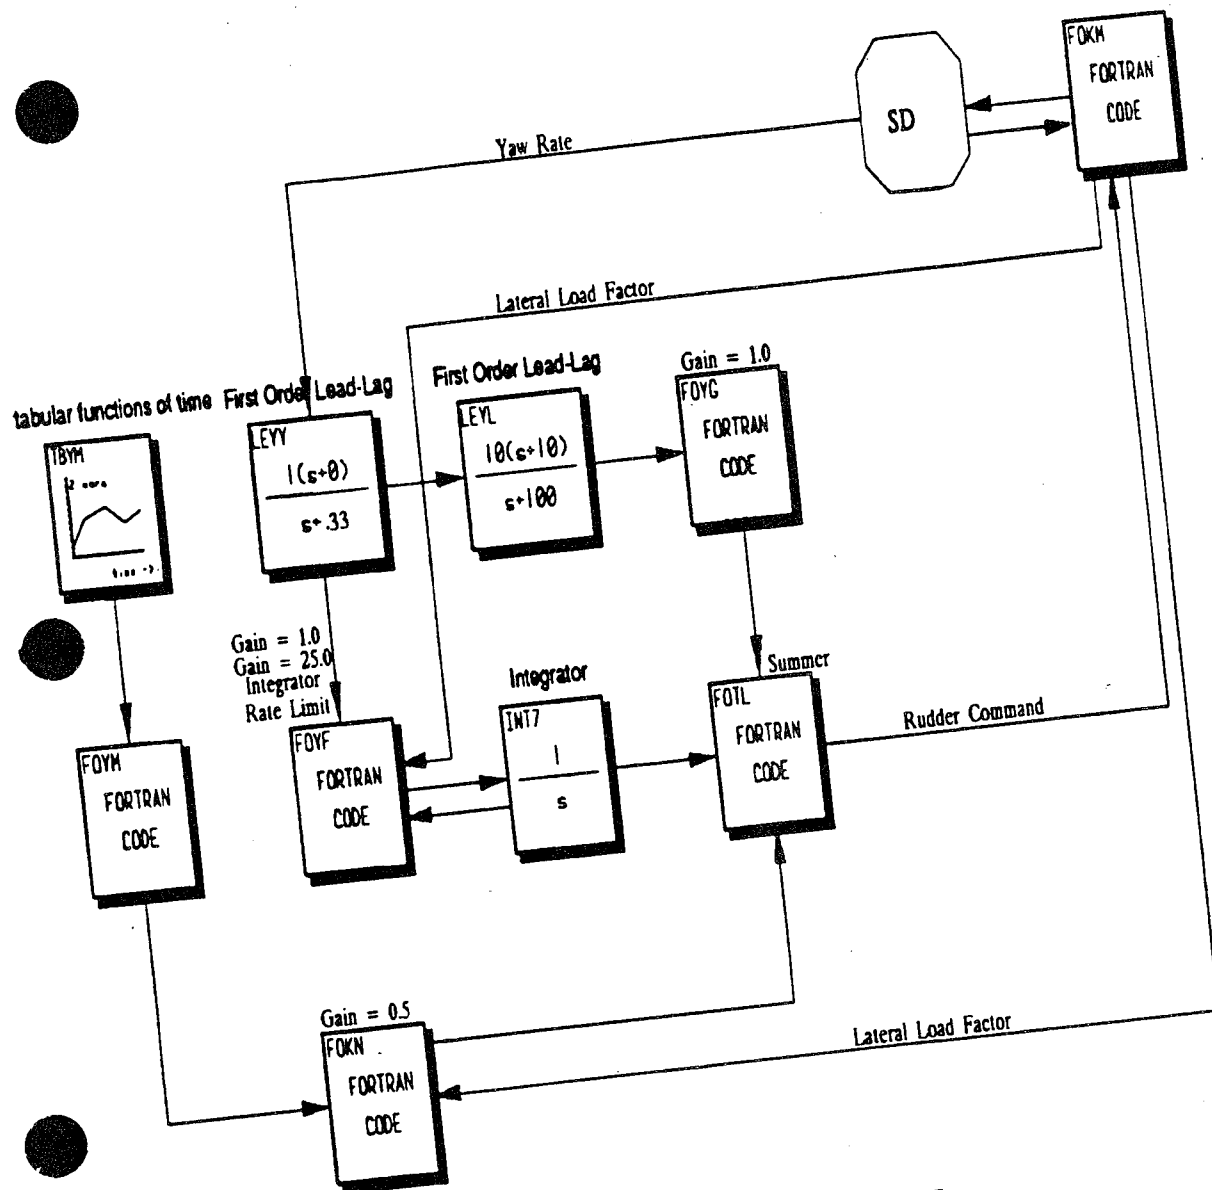 FOKM
FORTRAN
CODE
SD
Yaw Rate
Lateral Load Factor
First Order Lead-Lag
Gain = 1.0
tabular functions of time
First Order Lead-Lag
TBYM
time ->
LEYY
1(s+0)
s+.33
LEYL
10(s+10)
s+100
FOYG
FORTRAN
CODE
Gain = 1.0
Gain = 25.0
Integrator
Rate Limit
Integrator
Summer
FOYM
FORTRAN
CODE
FOYF
FORTRAN
CODE
INT7
1
s
FOTL
FORTRAN
CODE
Rudder Command
Gain = 0.5
FOKN
FORTRAN
CODE
Lateral Load Factor